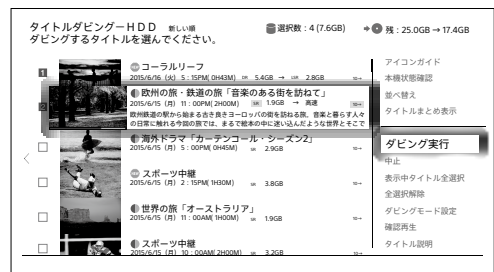 タイトルダビングーHDD 新しい順
ダビングするタイトルを選んでください。
選択数：4 (7.6GB)
残：25.0GB→17.4GB
1
コーラルリーフ
2015/6/16 (火) 5：15PM( 0H43M) DR 5.4GB → LSR 2.8GB
2
欧州の旅・鉄道の旅「音楽のある街を訪ねて」
2015/6/15 (月) 11：00PM( 2H00M) SR 1.9GB → 高速
欧州鉄道の駅から始まる古き良きヨーロッパの街を訪ねる旅、音楽と暮らす人々
の日常に触れる今回の旅では、まるで絵本の中に迷い込んだような世界とそこで
海外ドラマ「カーテンコール・シーズン2」
2015/6/15 (月) 5：00PM( 0H45M) SR 2.9GB
スポーツ中継
2015/6/15 (月) 2：15PM( 1H30M) SR 3.8GB
世界の旅「オーストラリア」
2015/6/15 (月) 11：00AM( 1H00M) SR 1.9GB
スポーツ中継
2015/6/15 (月) 10：00AM( 2H00M) SR 3.2GB
アイコンガイド
本機状態確認
並べ替え
タイトルまとめ表示
ダビング実行
中止
表示中タイトル全選択
全選択解除
ダビングモード設定
確認再生
タイトル説明